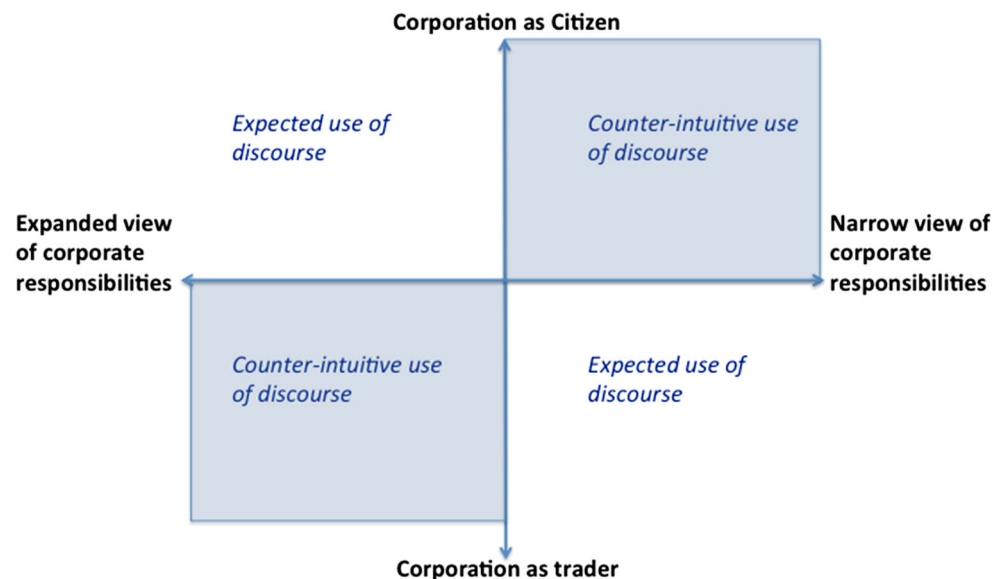 Corporation as Citizen
Expected use of
discourse
Counter-intuitive use
of discourse
Expanded view
of corporate
responsibilities
Narrow view of
corporate
responsibilities
Counter-intuitive use
of discourse
Expected use of
discourse
Corporation as trader